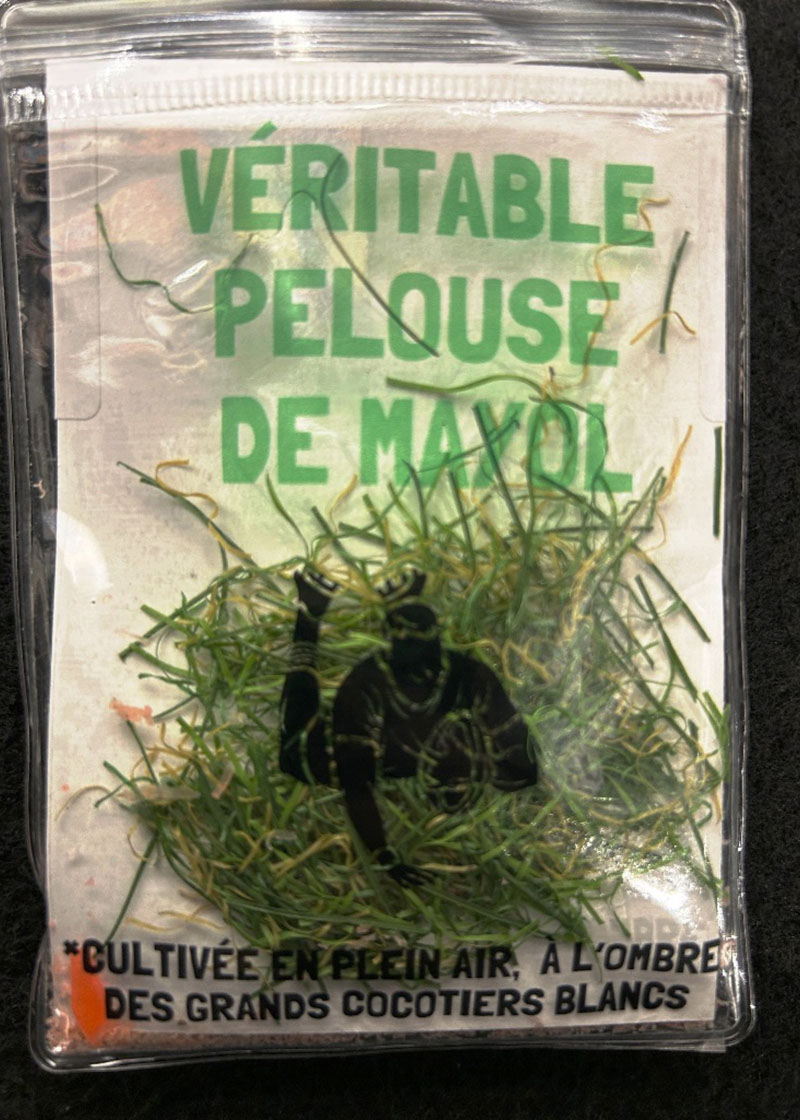 VÉRITABLE
PELOUSE
DE MAYOL
*CULTIVÉE EN PLEIN AIR, À L'OMBRE
DES GRANDS COCOTIERS BLANCS